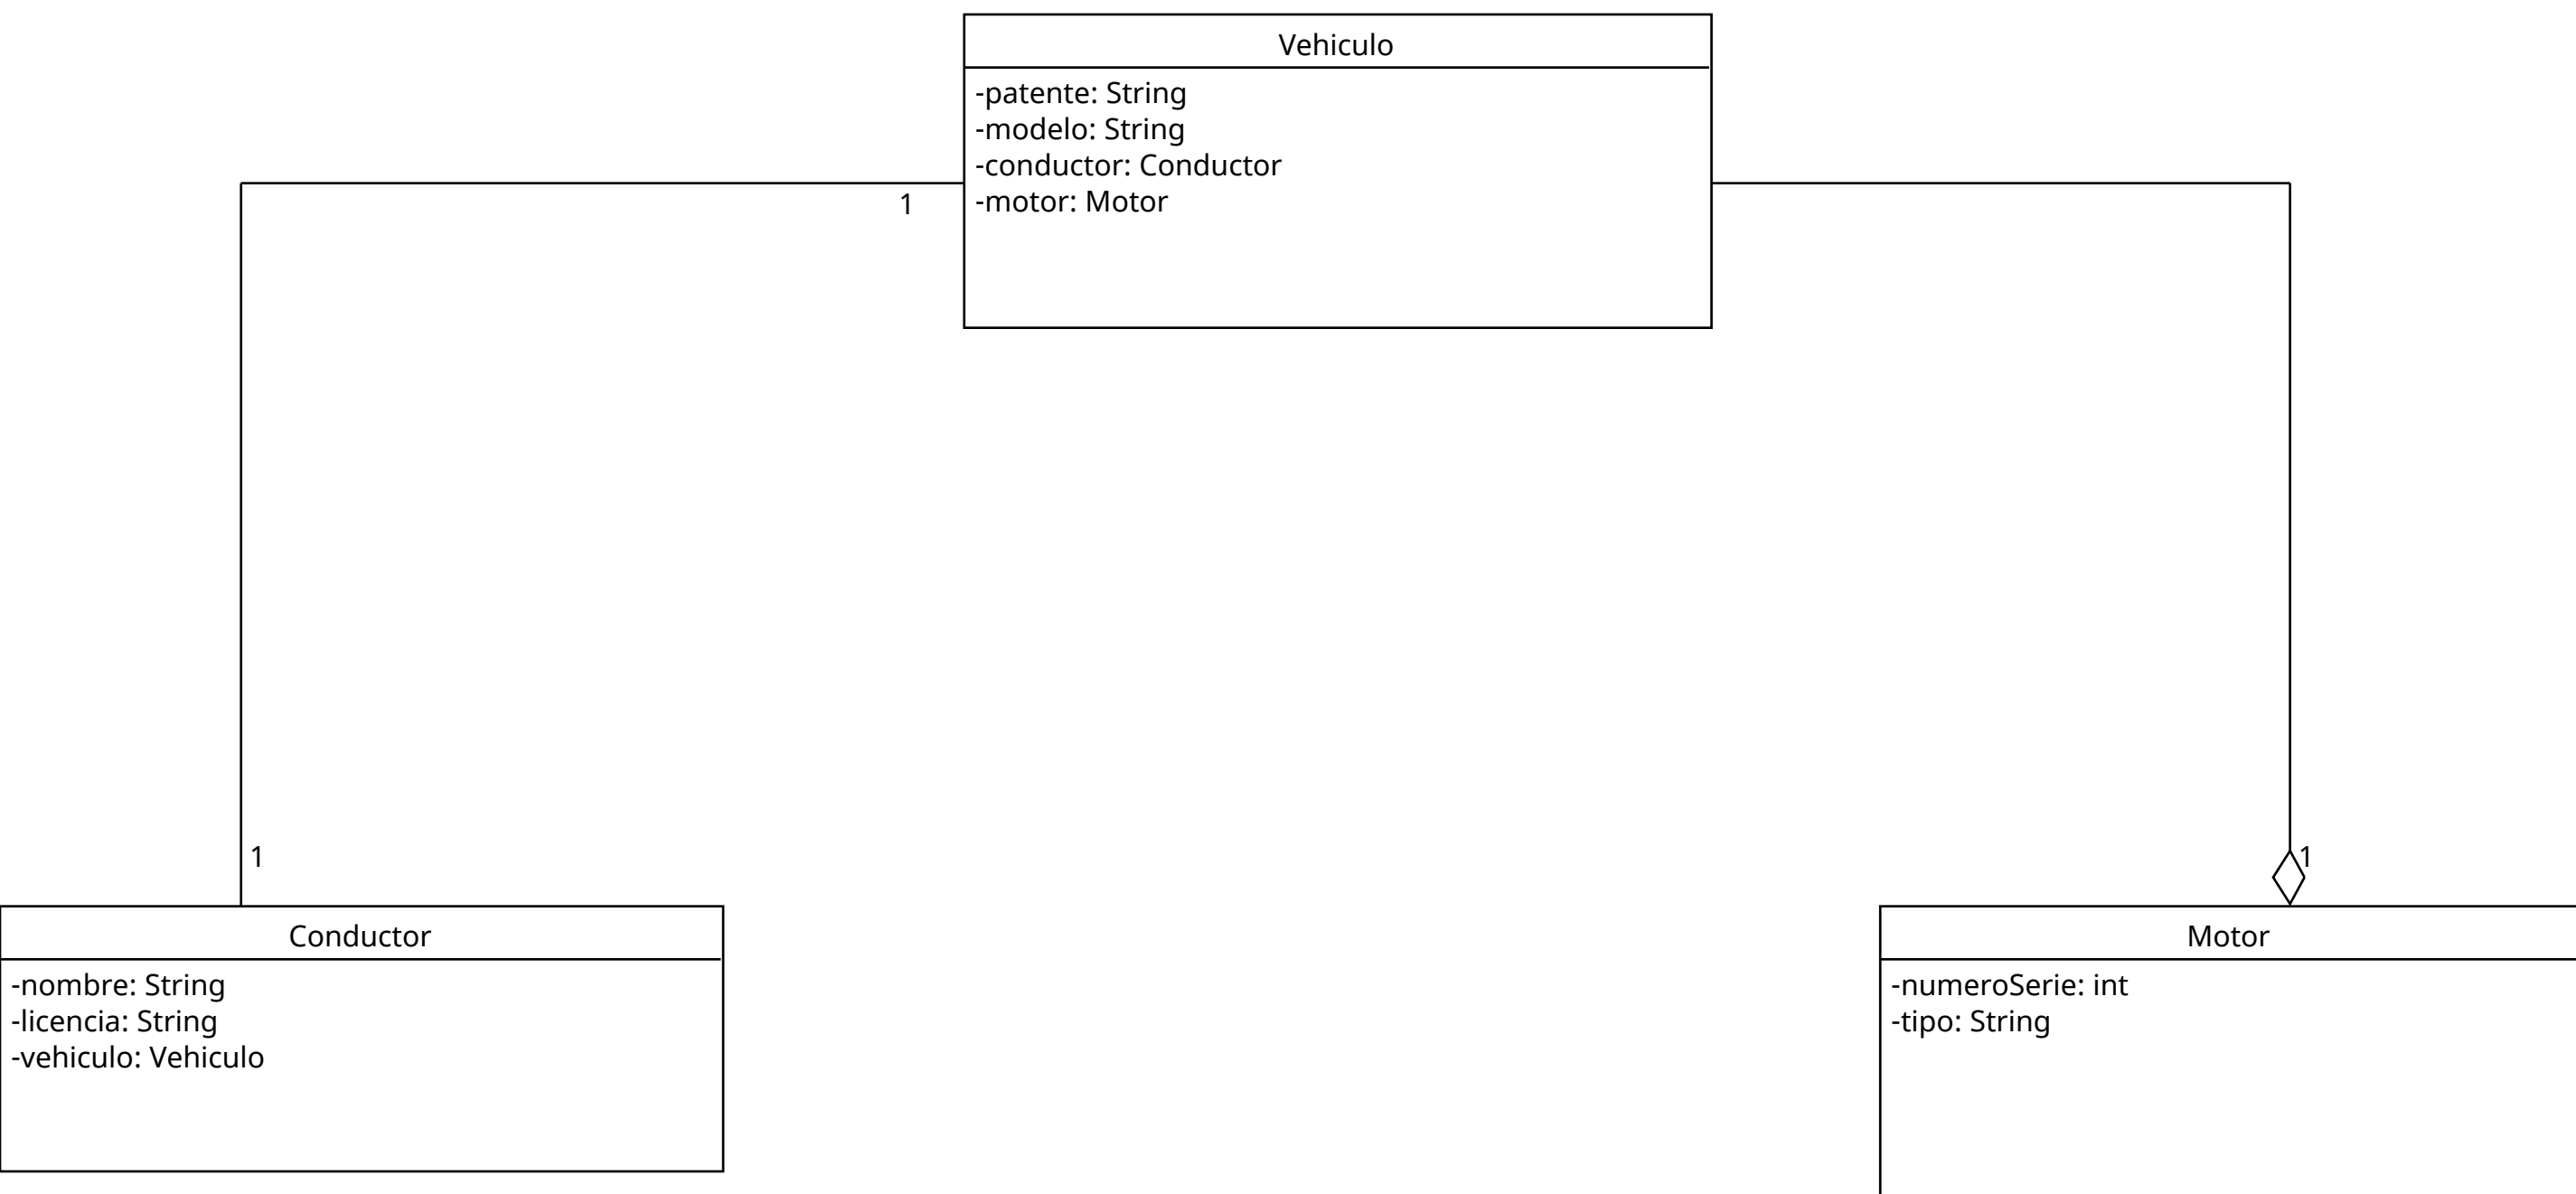 Vehiculo
-patente: String
-modelo: String
-conductor: Conductor
-motor: Motor
1
1
1
Conductor
-nombre: String
-licencia: String
-vehiculo: Vehiculo
Motor
-numeroSerie: int
-tipo: String